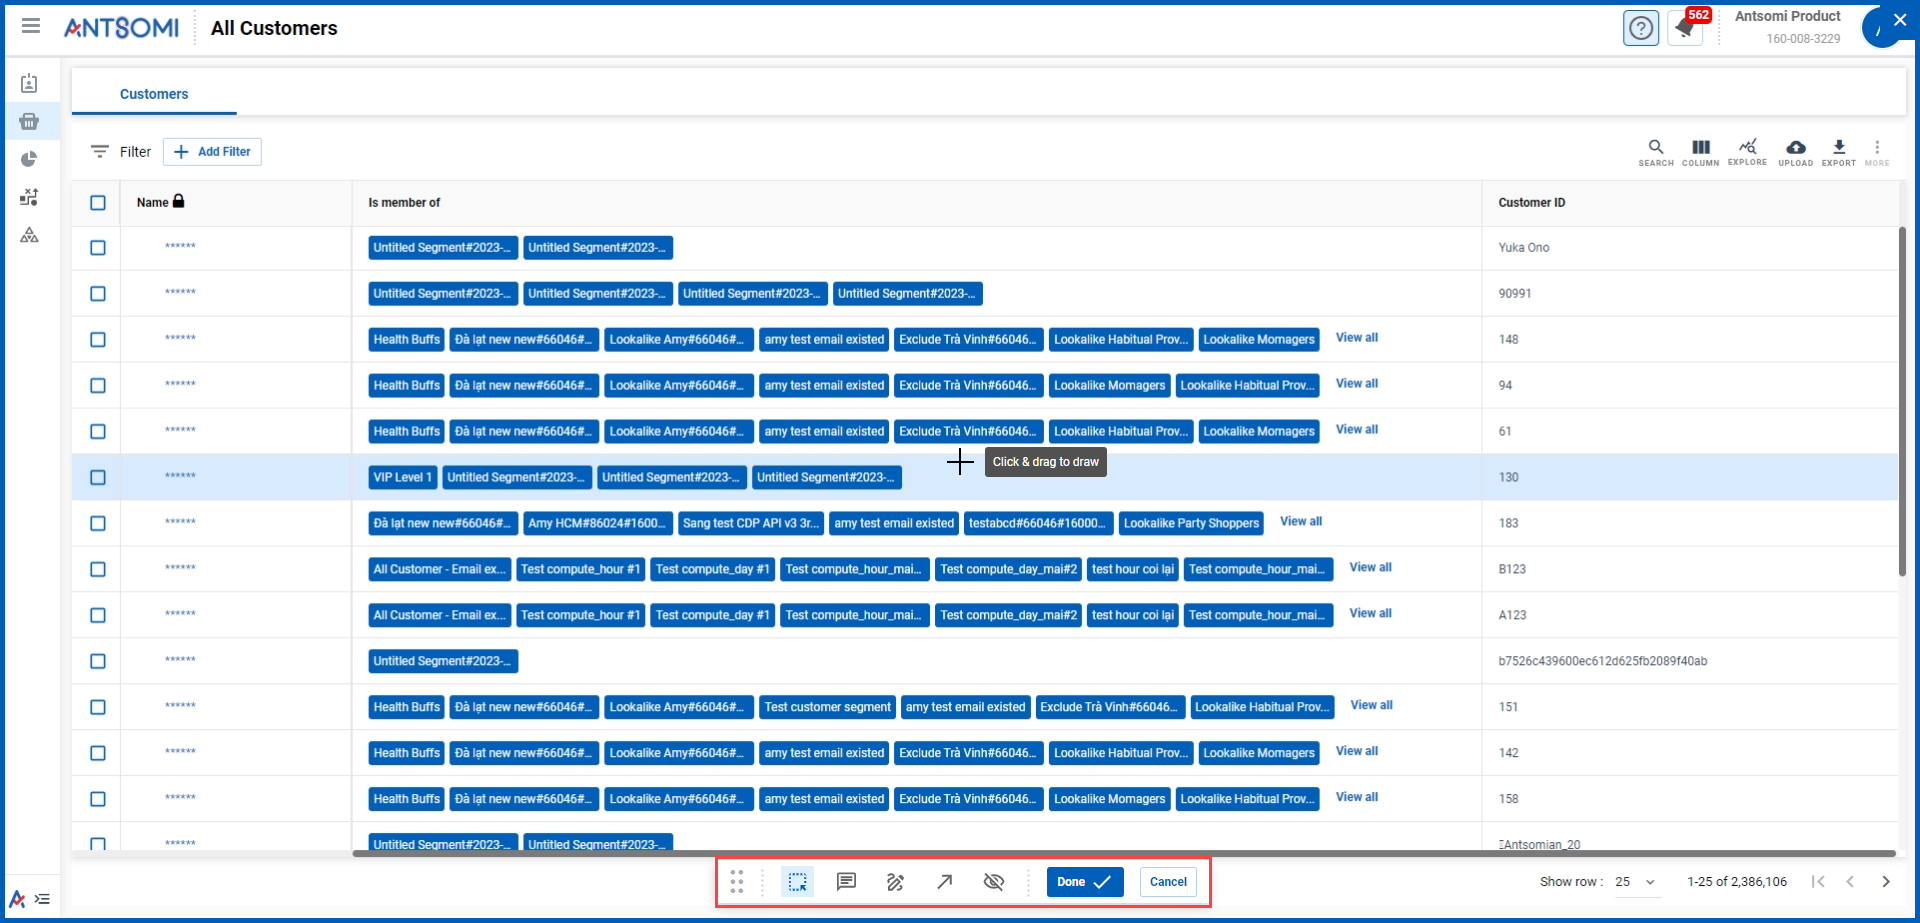 ANTSOMI All Customers ? 562 Antsomi Product
160-008-3229
Customers
Filter Add Filter SEARCH COLUMN EXPLORE UPLOAD EXPORT MORE
Name Is member of Customer ID
****** Untitled Segment#2023-... Untitled Segment#2023-... Yuka Ono
****** Untitled Segment#2023-... Untitled Segment#2023-... Untitled Segment#2023-... Untitled Segment#2023-... 90991
****** Health Buffs Đà lạt new new#66046#... Lookalike Amy#66046#... amy test email existed Exclude Trà Vinh#66046... Lookalike Habitual Prov... Lookalike Momagers View all 148
****** Health Buffs Đà lạt new new#66046#... Lookalike Amy#66046#... amy test email existed Exclude Trà Vinh#66046... Lookalike Momagers Lookalike Habitual Prov... View all 94
****** Health Buffs Đà lạt new new#66046#... Lookalike Amy#66046#... amy test email existed Exclude Trà Vinh#66046... Lookalike Habitual Prov... Lookalike Momagers View all 61
Click & drag to draw
****** VIP Level 1 Untitled Segment#2023-... Untitled Segment#2023-... Untitled Segment#2023-... 130
****** Đà lạt new new#66046#... Amy HCM#86024#1600... Sang test CDP API v3 3r... amy test email existed testabcd#66046#16000... Lookalike Party Shoppers View all 183
****** All Customer - Email ex... Test compute_hour #1 Test compute_day #1 Test compute_hour_mai... Test compute_day_mai#2 test hour coi lại Test compute_hour_mai... View all B123
****** All Customer - Email ex... Test compute_hour #1 Test compute_day #1 Test compute_hour_mai... Test compute_day_mai#2 test hour coi lại Test compute_hour_mai... View all A123
****** Untitled Segment#2023-... b7526c439600ec612d625fb2089f40ab
****** Health Buffs Đà lạt new new#66046#... Lookalike Amy#66046#... Test customer segment amy test email existed Exclude Trà Vinh#66046... Lookalike Habitual Prov... View all 151
****** Health Buffs Đà lạt new new#66046#... Lookalike Amy#66046#... amy test email existed Exclude Trà Vinh#66046... Lookalike Habitual Prov... Lookalike Momagers View all 142
****** Health Buffs Đà lạt new new#66046#... Lookalike Amy#66046#... amy test email existed Exclude Trà Vinh#66046... Lookalike Momagers Lookalike Habitual Prov... View all 158
****** Untitled Segment#2023-... Untitled Segment#2023-...
Done Cancel Show row : 25 1-25 of 2,386,106